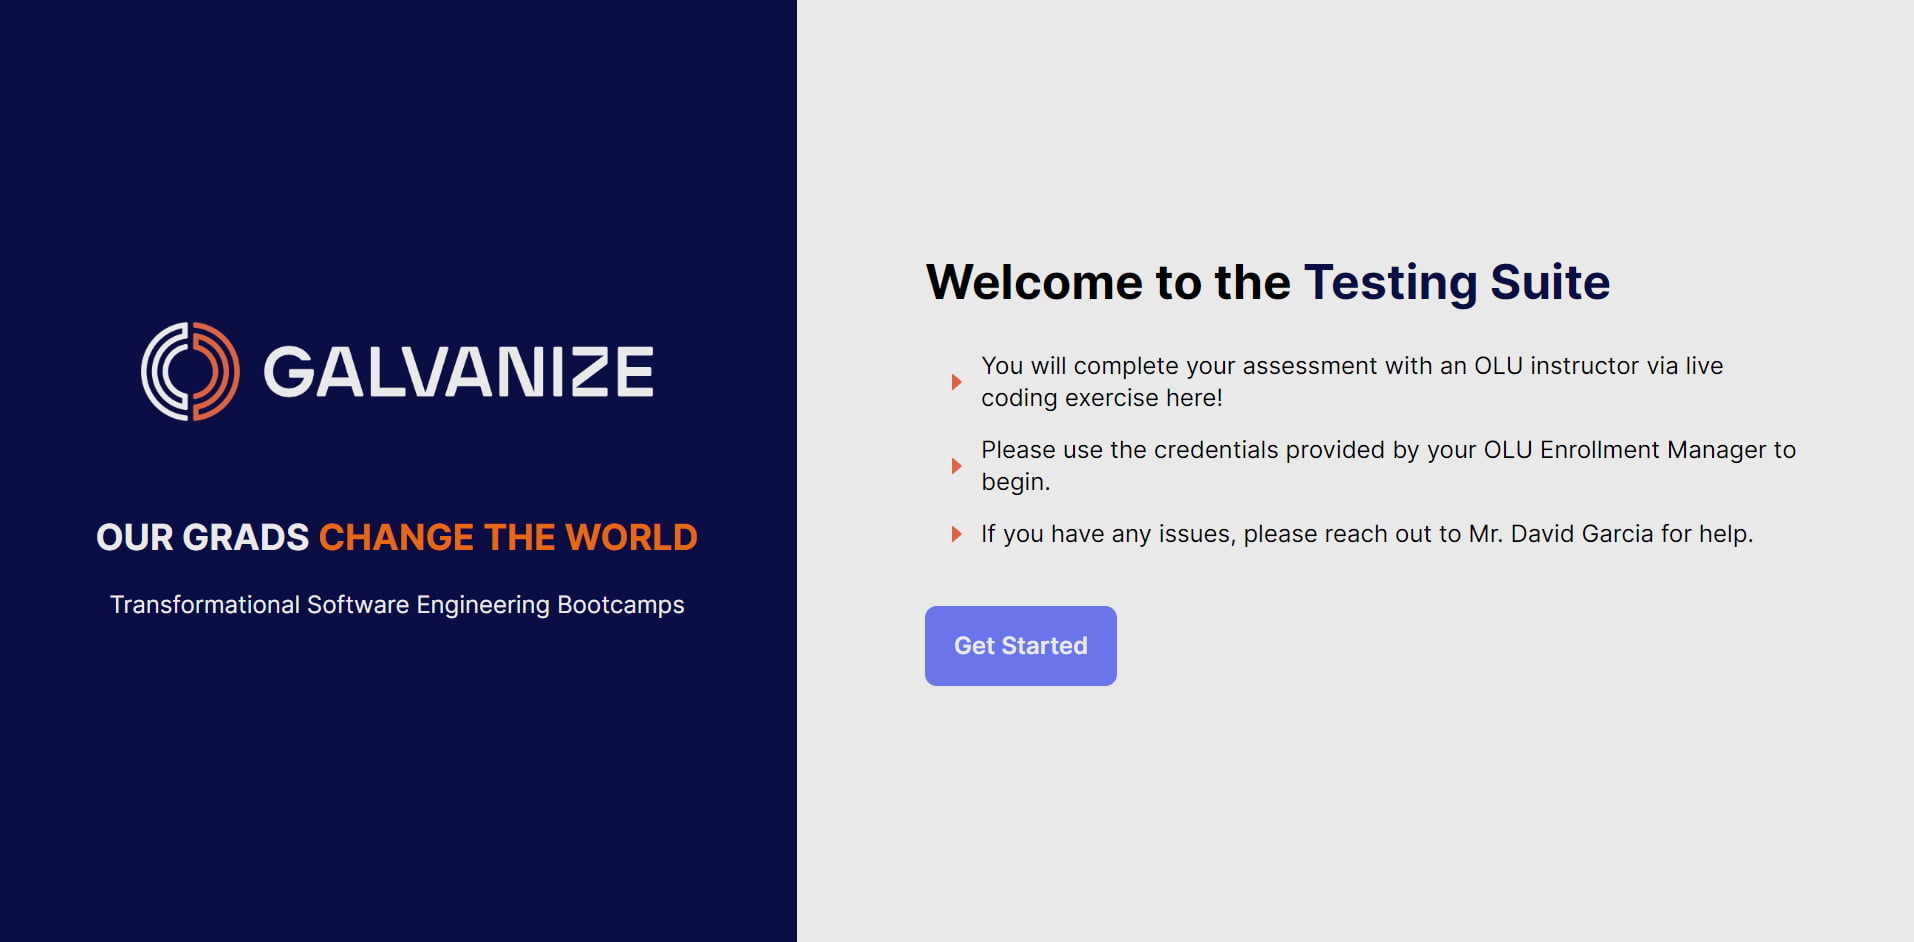 GALVANIZE
OUR GRADS CHANGE THE WORLD
Transformational Software Engineering Bootcamps
Welcome to the Testing Suite
You will complete your assessment with an OLU instructor via live
coding exercise here!
Please use the credentials provided by your OLU Enrollment Manager to
begin.
If you have any issues, please reach out to Mr. David Garcia for help.
Get Started